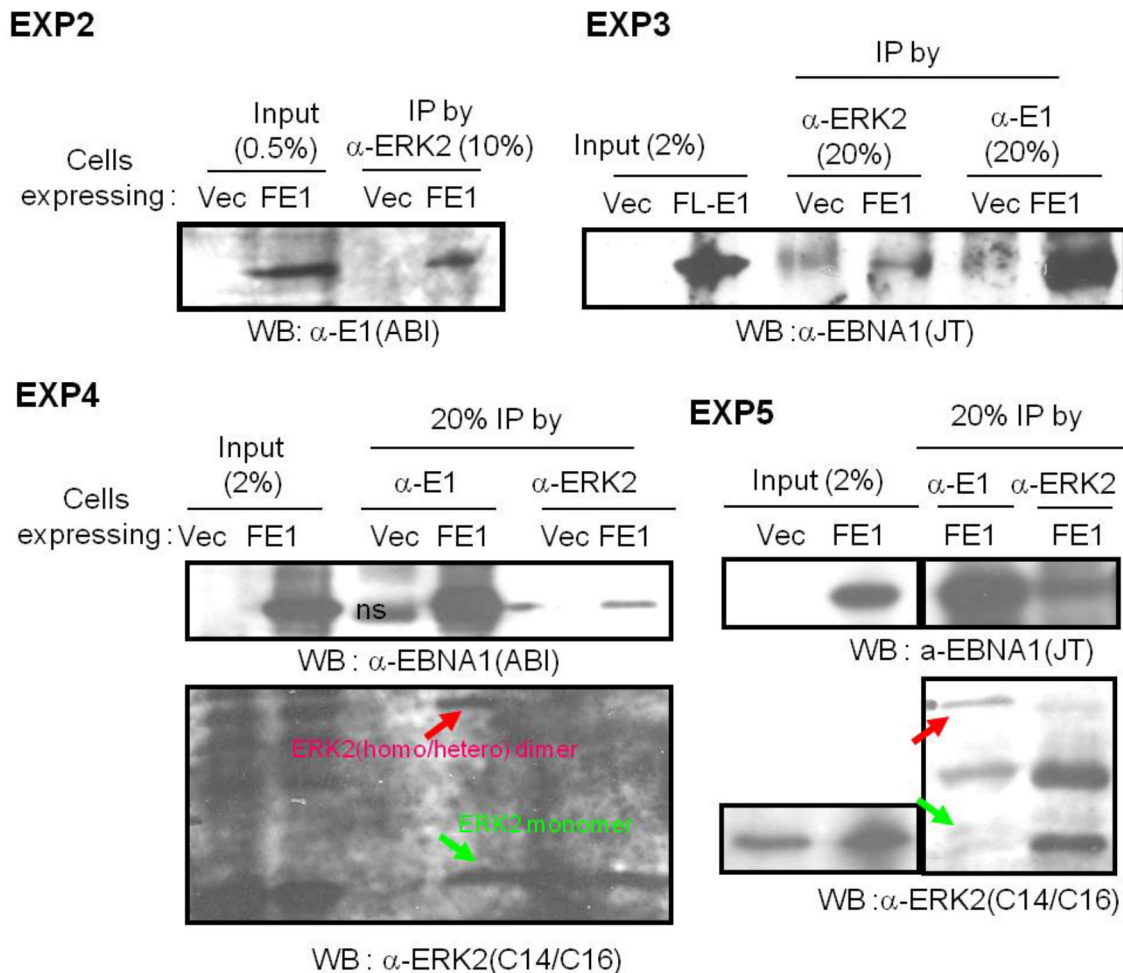 EXP2
Input
(0.5%)
IP by
α-ERK2 (10%)
Cells
expressing :
Vec FE1 Vec FE1
WB: α-E1(ABI)
EXP3
IP by
Input (2%)
α-ERK2
(20%)
α-E1
(20%)
Vec FL-E1 Vec FE1 Vec FE1
WB :α-EBNA1(JT)
EXP4
20% IP by
Input
(2%)
α-E1 α-ERK2
Cells
expressing :
Vec FE1 Vec FE1 Vec FE1
ns
WB : α-EBNA1(ABI)
ERK2(homo/hetero) dimer
ERK2 monomer
WB : α-ERK2(C14/C16)
EXP5
20% IP by
Input (2%) α-E1 α-ERK2
Vec FE1 FE1 FE1
WB : a-EBNA1(JT)
WB :α-ERK2(C14/C16)